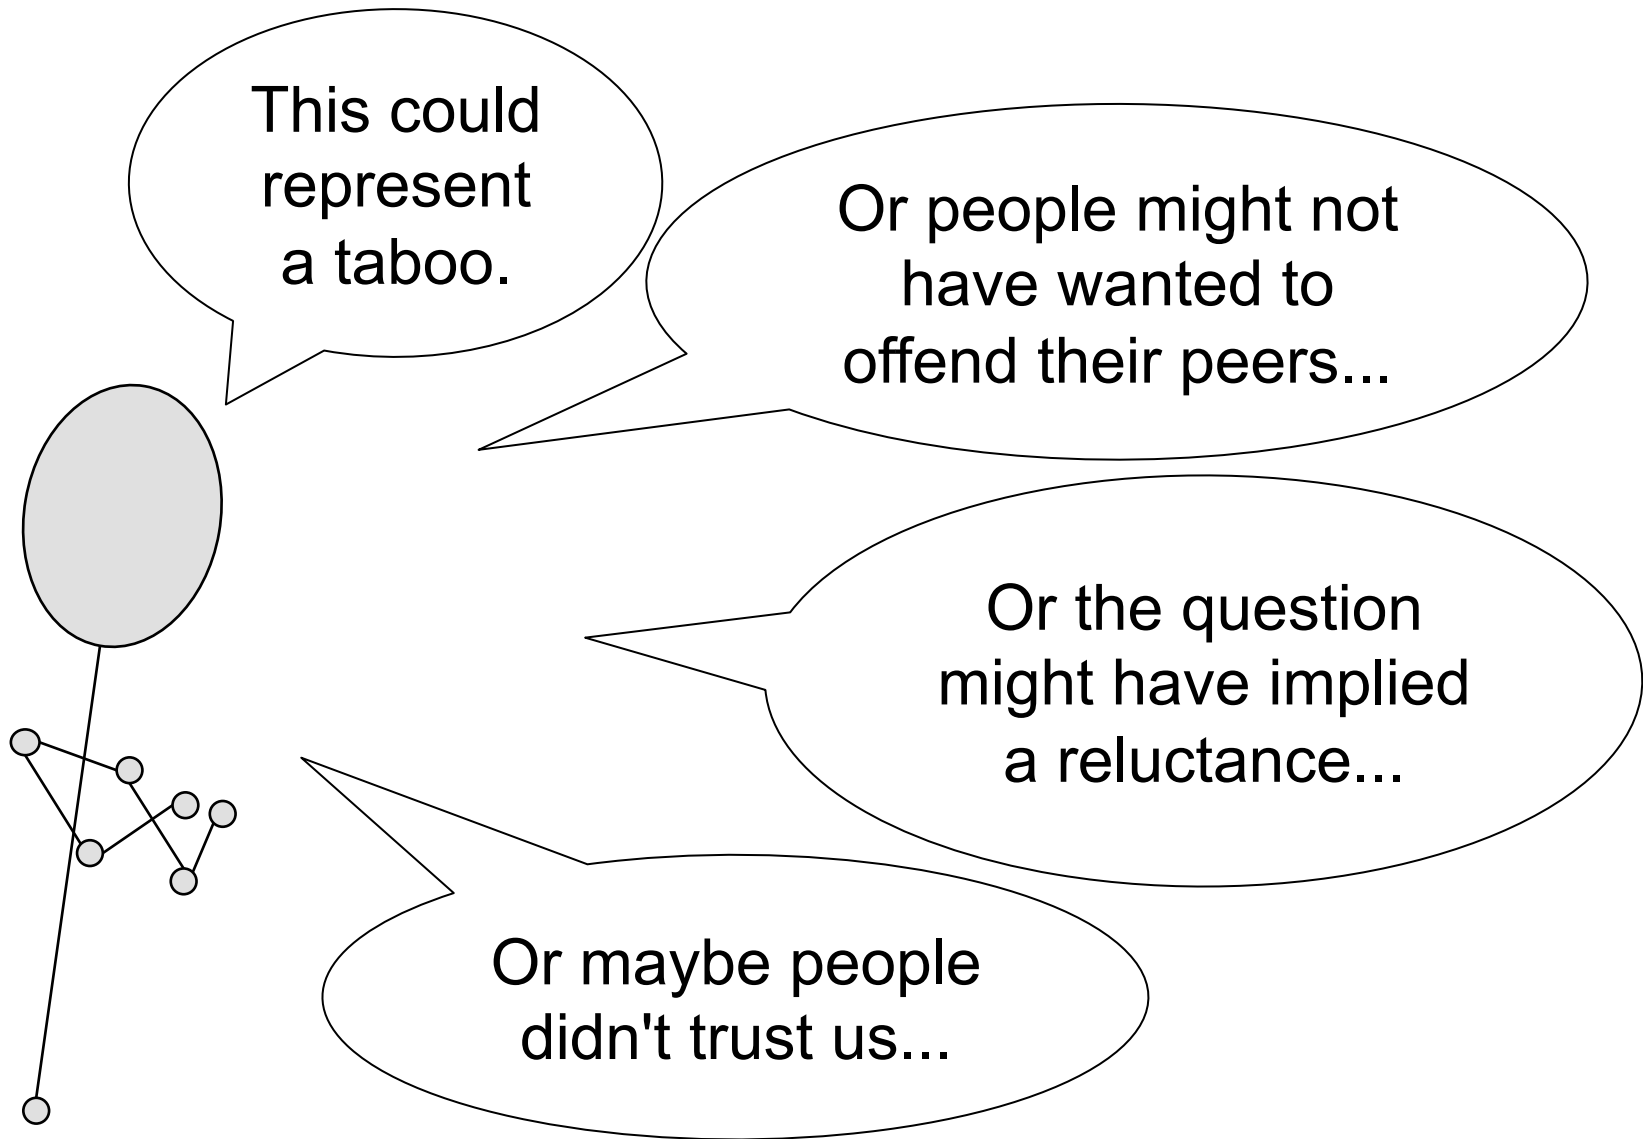 This could
represent
a taboo.
Or people might not
have wanted to
offend their peers...
Or the question
might have implied
a reluctance...
Or maybe people
didn't trust us...